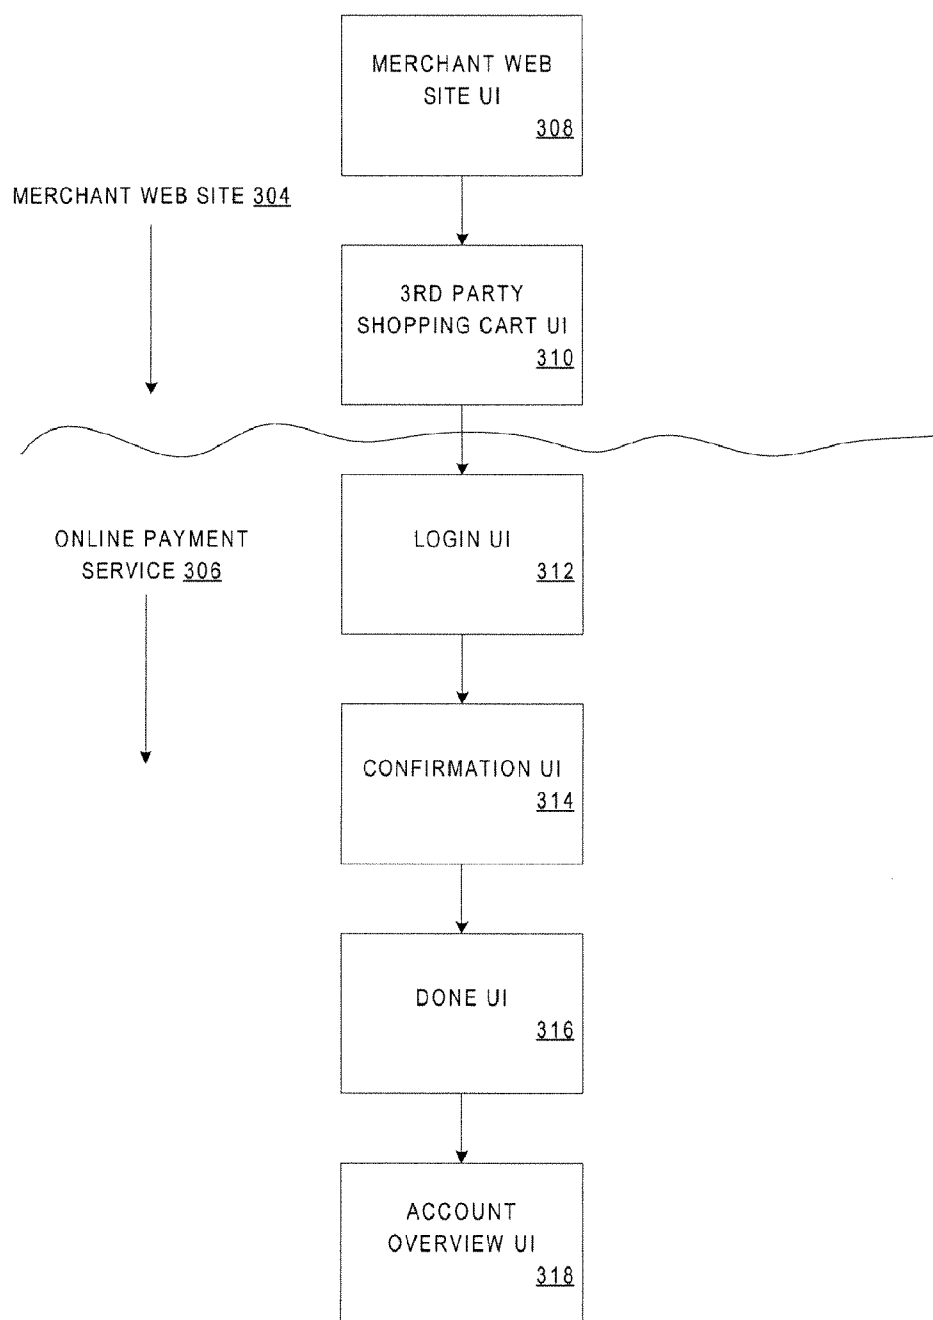 MERCHANT WEB
SITE UI
308
MERCHANT WEB SITE 304
3RD PARTY
SHOPPING CART UI
310
ONLINE PAYMENT
SERVICE 306
LOGIN UI
312
CONFIRMATION UI
314
DONE UI
316
ACCOUNT
OVERVIEW UI
318